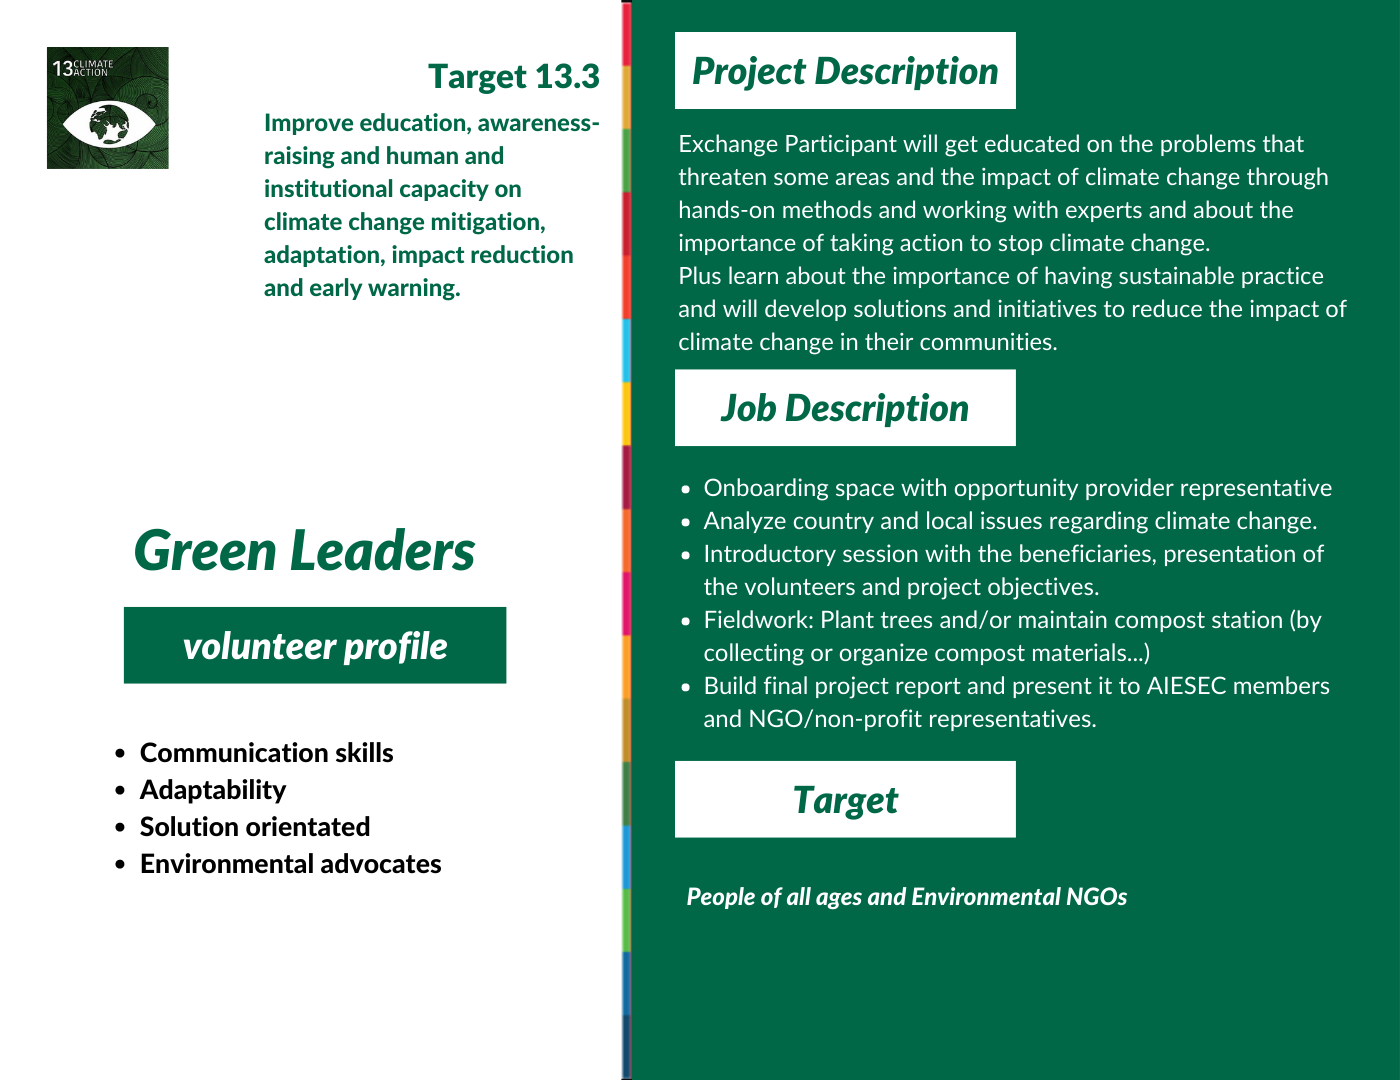 13 CLIMATE
ACTION
Target 13.3
Improve education, awareness-
raising and human and
institutional capacity on
climate change mitigation,
adaptation, impact reduction
and early warning.
Green Leaders
volunteer profile
• Communication skills
• Adaptability
• Solution orientated
• Environmental advocates
Project Description
Exchange Participant will get educated on the problems that
threaten some areas and the impact of climate change through
hands-on methods and working with experts and about the
importance of taking action to stop climate change.
Plus learn about the importance of having sustainable practice
and will develop solutions and initiatives to reduce the impact of
climate change in their communities.
Job Description
• Onboarding space with opportunity provider representative
• Analyze country and local issues regarding climate change.
• Introductory session with the beneficiaries, presentation of
the volunteers and project objectives.
• Fieldwork: Plant trees and/or maintain compost station (by
collecting or organize compost materials...)
• Build final project report and present it to AIESEC members
and NGO/non-profit representatives.
Target
People of all ages and Environmental NGOs